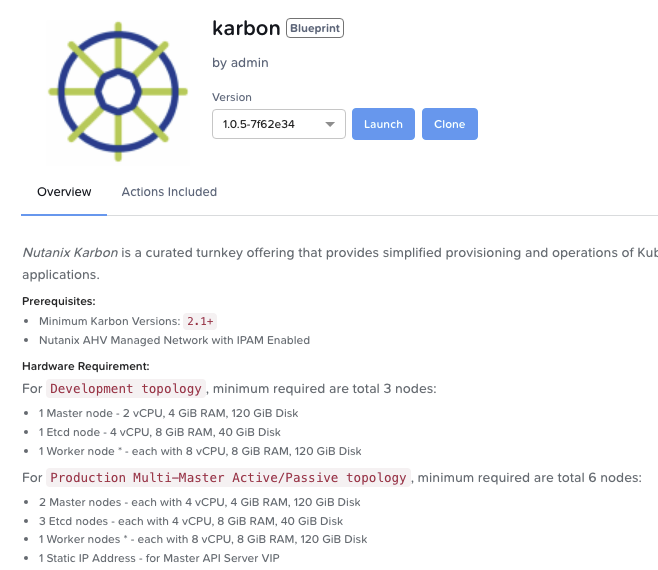 karbon Blueprint
by admin
Version
1.0.5-7f62e34 Launch Clone
Overview Actions Included
Nutanix Karbon is a curated turnkey offering that provides simplified provisioning and operations of
applications.
Prerequisites:
• Minimum Karbon Versions: 2.1+
• Nutanix AHV Managed Network with IPAM Enabled
Hardware Requirement:
For Development topology, minimum required are total 3 nodes:
• 1 Master node - 2 vCPU, 4 GiB RAM, 120 GiB Disk
• 1 Etcd node - 4 vCPU, 8 GiB RAM, 40 GiB Disk
• 1 Worker node * - each with 8 vCPU, 8 GiB RAM, 120 GiB Disk
For Production Multi-Master Active/Passive topology, minimum required are total 6 nodes:
• 2 Master nodes - each with 4 vCPU, 4 GiB RAM, 120 GiB Disk
• 3 Etcd nodes - each with 4 vCPU, 8 GiB RAM, 40 GiB Disk
• 1 Worker nodes * - each with 8 vCPU, 8 GiB RAM, 120 GiB Disk
• 1 Static IP Address - for Master API Server VIP